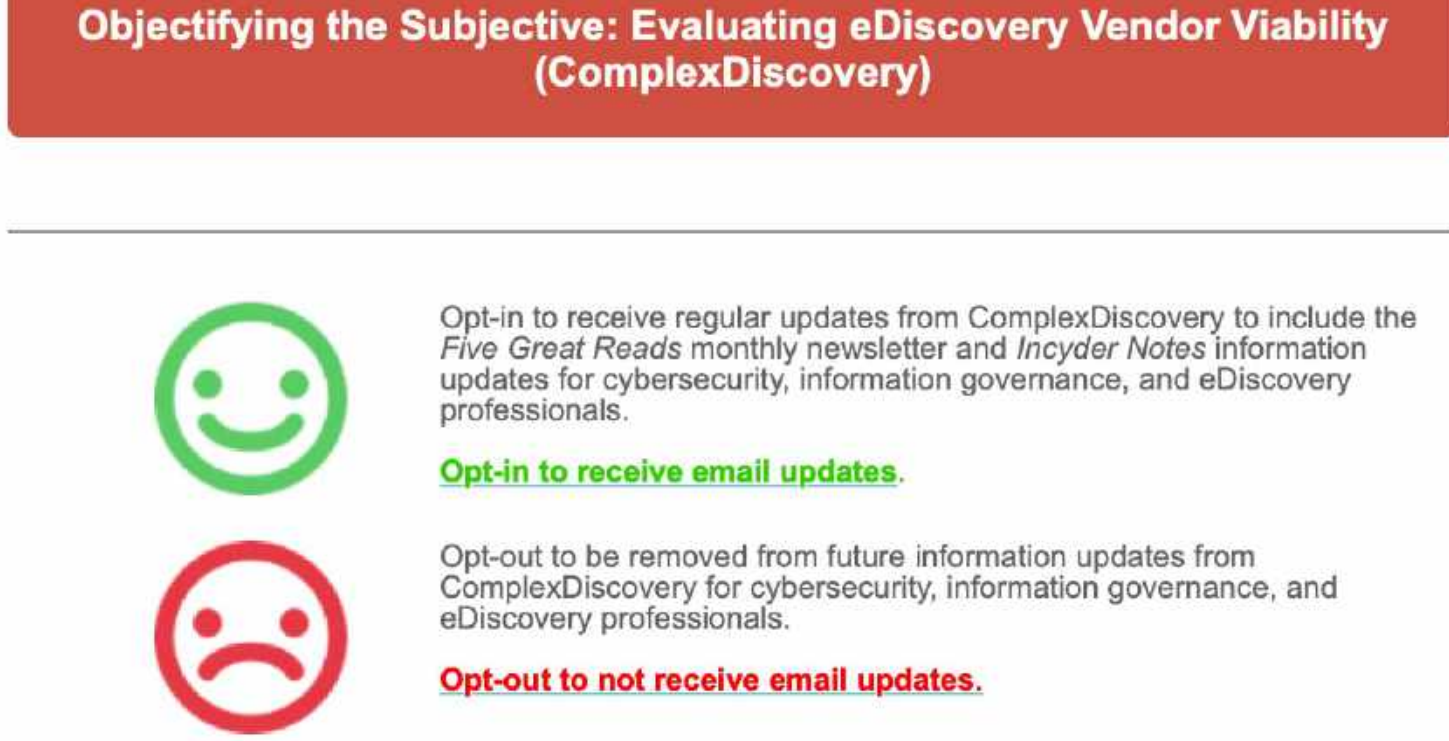 Objectifying the Subjective: Evaluating eDiscovery Vendor Viability
(ComplexDiscovery)
Opt-in to receive regular updates from ComplexDiscovery to include the
Five Great Reads monthly newsletter and Incyder Notes information
updates for cybersecurity, information governance, and eDiscovery
professionals.
Opt-in to receive email updates.
Opt-out to be removed from future information updates from
ComplexDiscovery for cybersecurity, information governance, and
eDiscovery professionals.
Opt-out to not receive email updates.